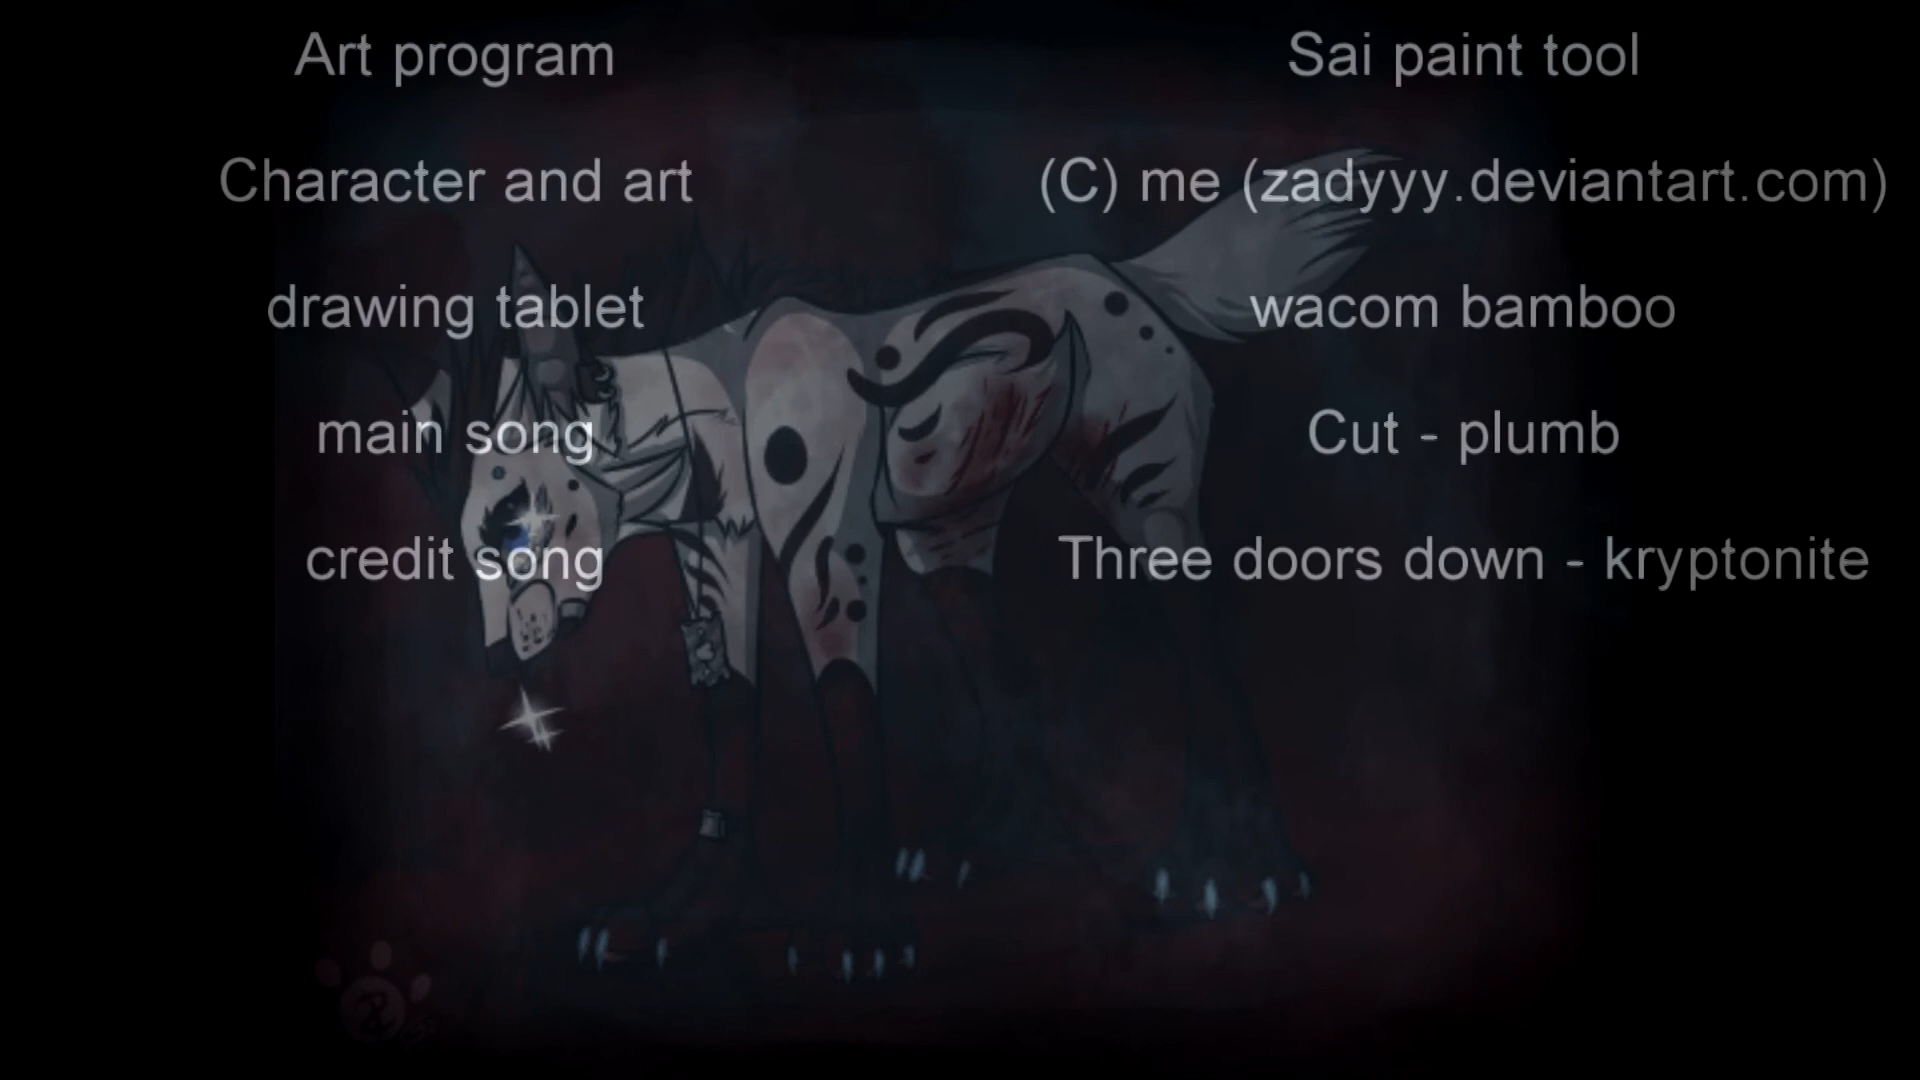 Art program Sai paint tool
Character and art (C) me (zadyyy.deviantart.com)
drawing tablet wacom bamboo
main song Cut - plumb
credit song Three doors down - kryptonite